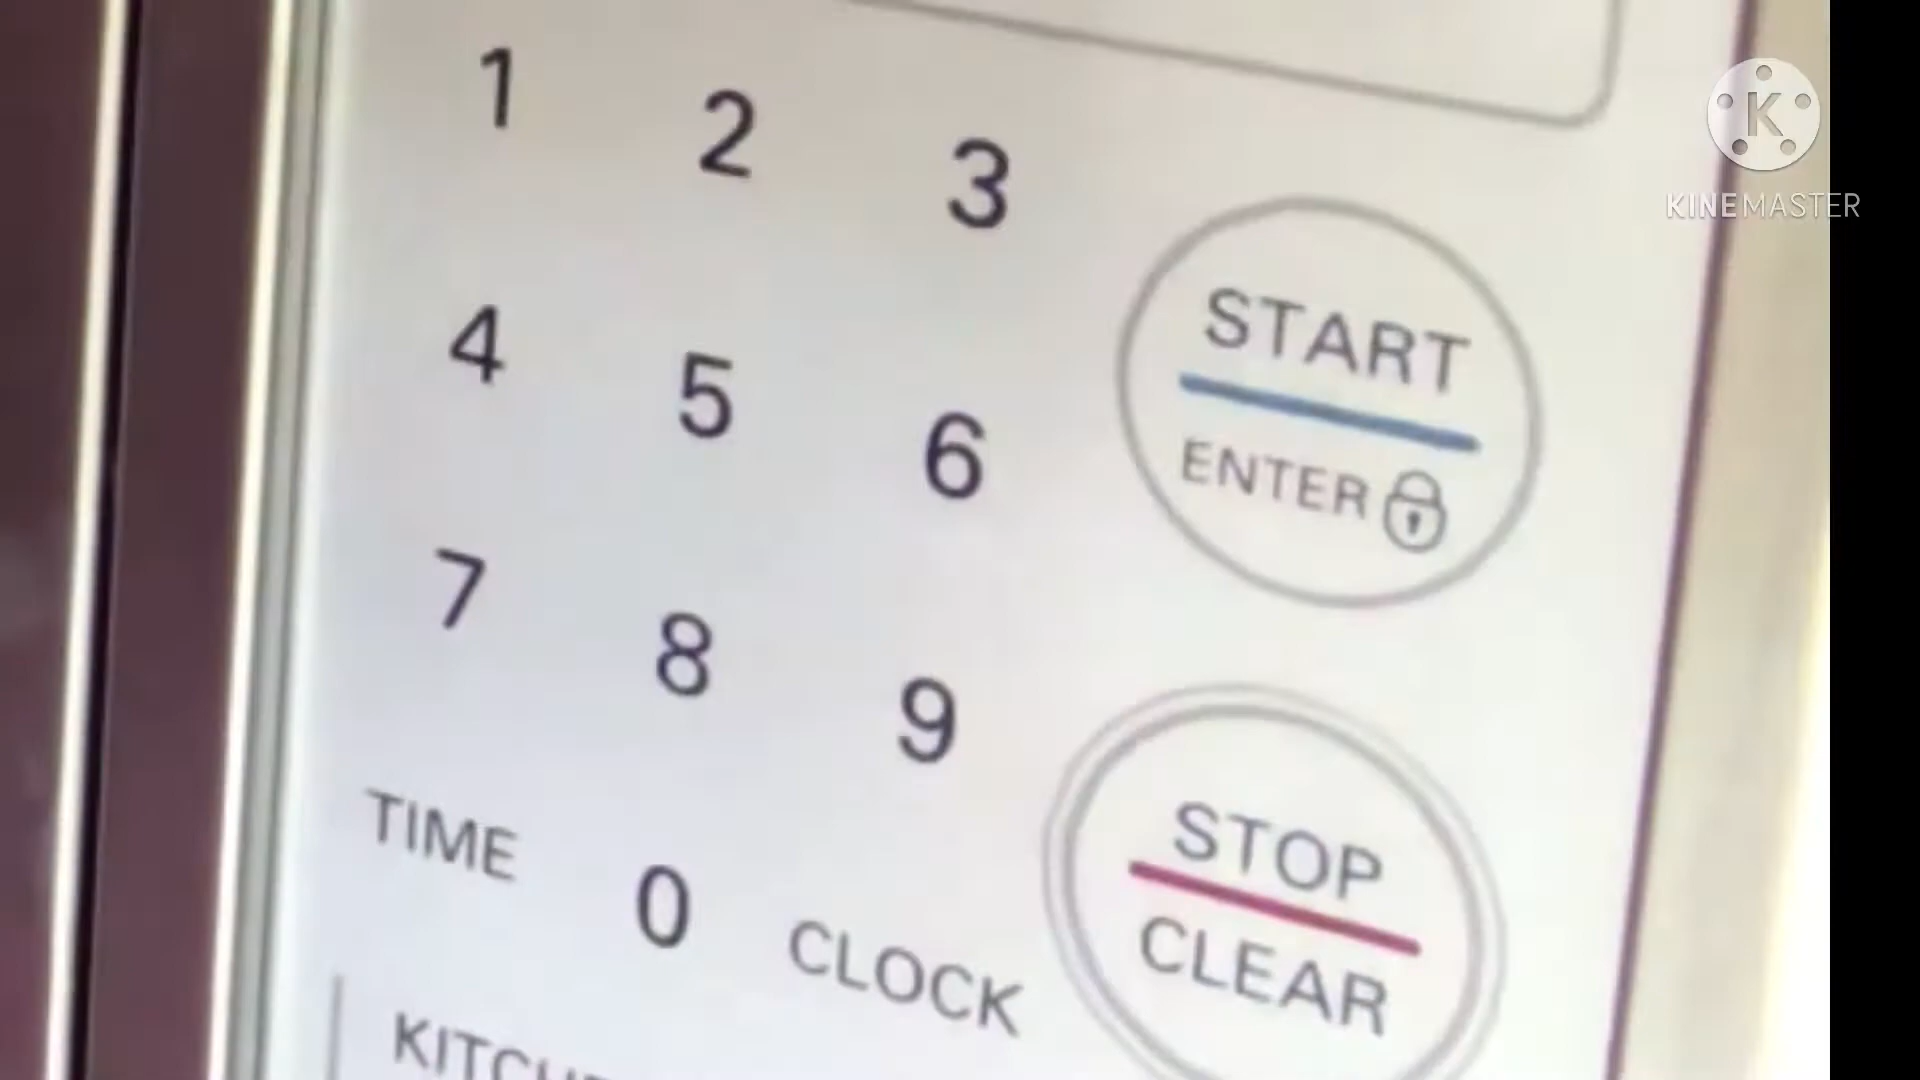 1 2 3
4 5 6
7 8 9
TIME 0 CLOCK
START
ENTER
STOP
CLEAR
K
KINEMASTER